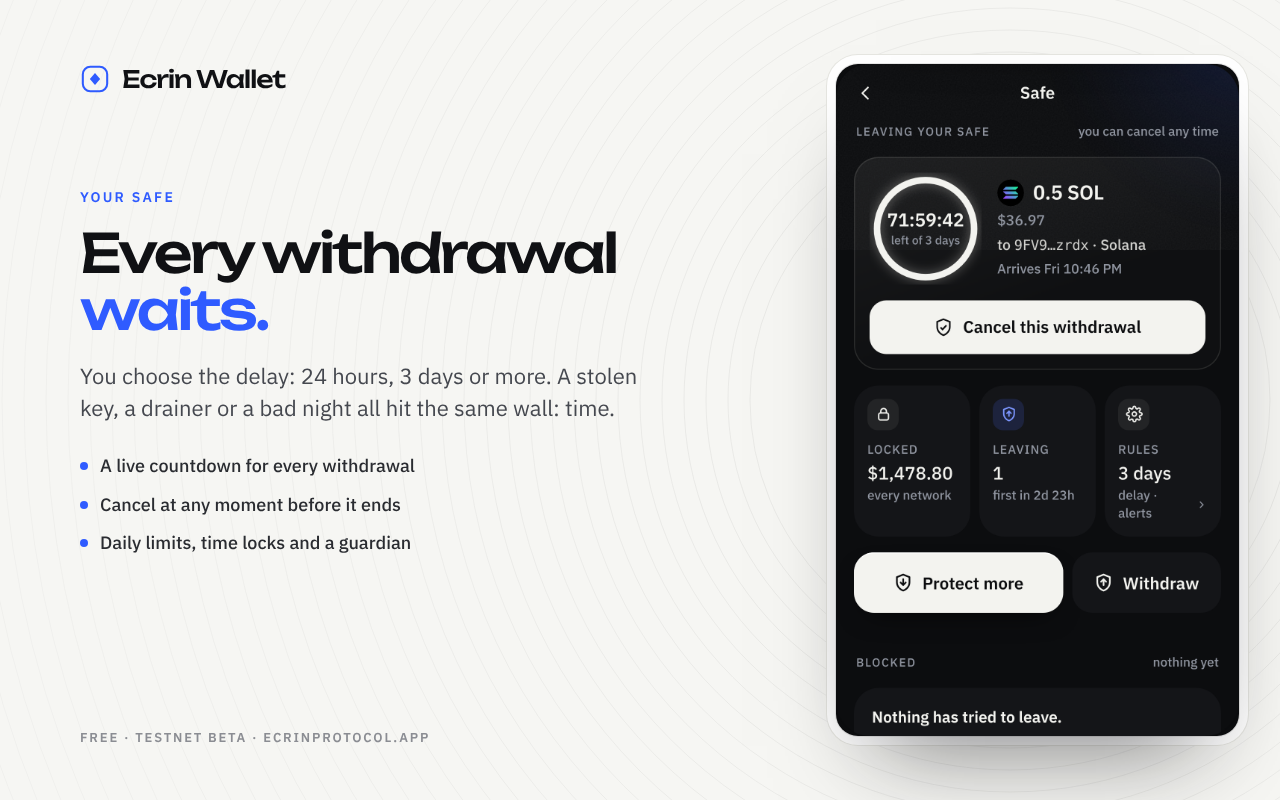 Ecrin Wallet
YOUR SAFE
Every withdrawal
waits.
You choose the delay: 24 hours, 3 days or more. A stolen
key, a drainer or a bad night all hit the same wall: time.
A live countdown for every withdrawal
Cancel at any moment before it ends
Daily limits, time locks and a guardian
FREE · TESTNET BETA · ECRINPROTOCOL.APP
Safe
LEAVING YOUR SAFE
you can cancel any time
71:59:42
left of 3 days
0.5 SOL
$36.97
to 9FV9…zrdx · Solana
Arrives Fri 10:46 PM
Cancel this withdrawal
LOCKED
$1,478.80
every network
LEAVING
1
first in 2d 23h
RULES
3 days
delay ·
alerts
Protect more
Withdraw
BLOCKED
nothing yet
Nothing has tried to leave.